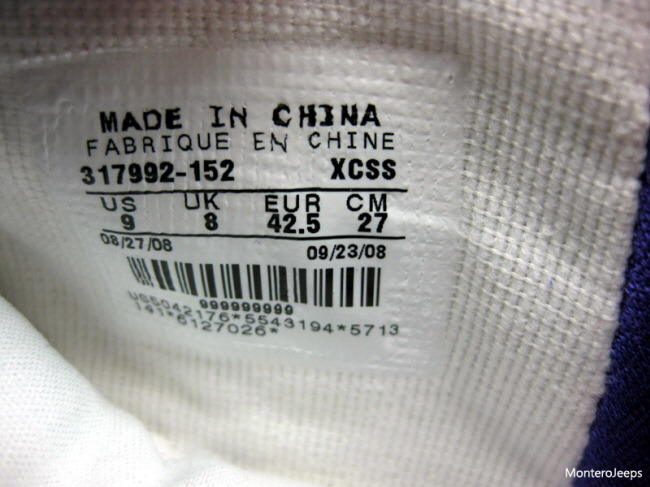 MADE IN CHINA
FABRIQUE EN CHINE
317992-152 XCSS
US UK EUR CM
9 8 42.5 27
08/27/08 09/23/08
999999999
US5042176*5543194*5713
141*6127026*
MonteroJeeps